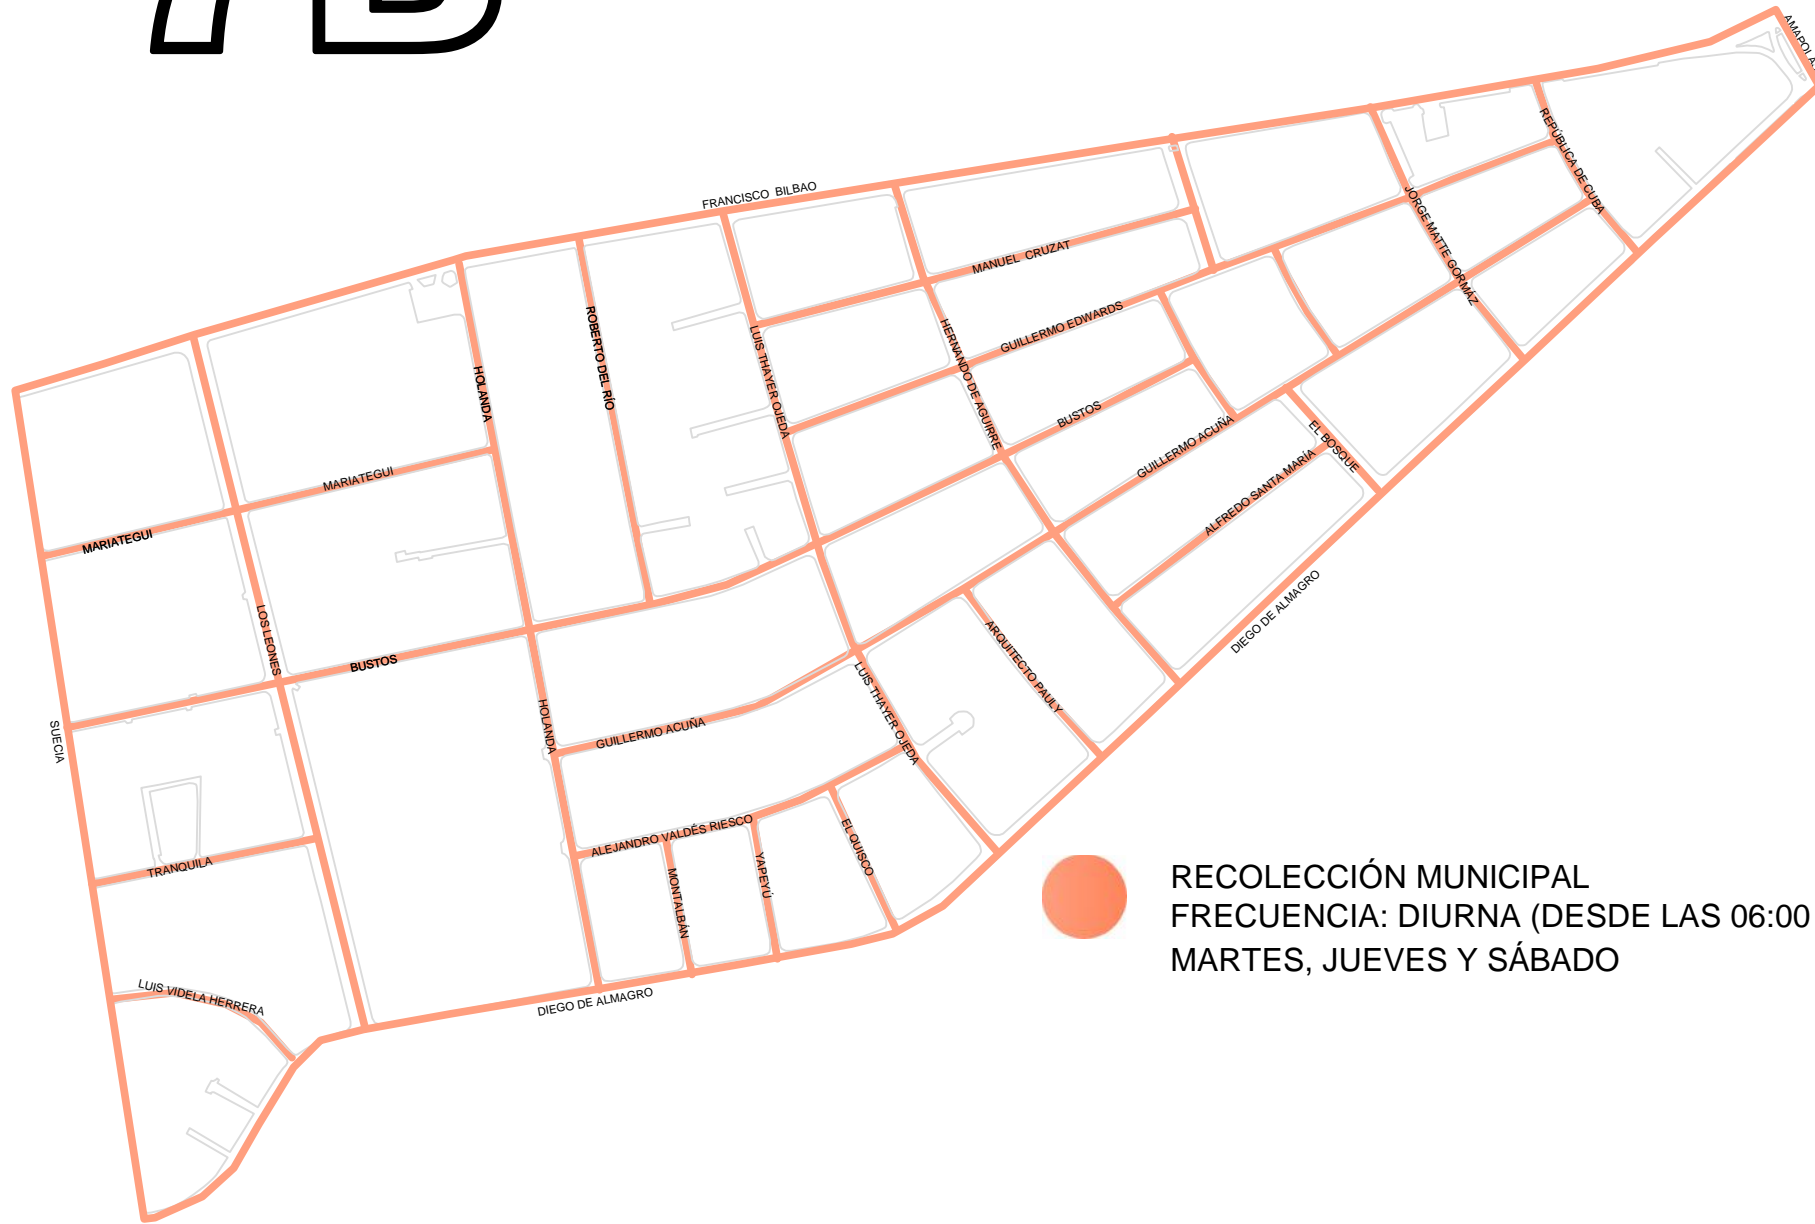 FRANCISCO BILBAO
REPÚBLICA DE CUBA
JORGE MATTE GORMÁZ
MANUEL CRUZAT
GUILLERMO EDWARDS
HERNANDO DE AGUIRRE
LUIS THAYER OJEDA
ROBERTO DEL RÍO
HOLANDA
BUSTOS
GUILLERMO ACUÑA
EL BOSQUE
ALFREDO SANTA MARÍA
MARIATEGUI
MARIATEGUI
DIEGO DE ALMAGRO
LOS LEONES
ARQUITECTO PAULY
BUSTOS
LUIS THAYER OJEDA
HOLANDA
GUILLERMO ACUÑA
SUECIA
ALEJANDRO VALDÉS RIESCO
EL QUISCO
YAPEYÚ
MONTALBÁN
TRANQUILA
LUIS VIDELA HERRERA
DIEGO DE ALMAGRO
RECOLECCIÓN MUNICIPAL
FRECUENCIA: DIURNA (DESDE LAS 06:00
MARTES, JUEVES Y SÁBADO